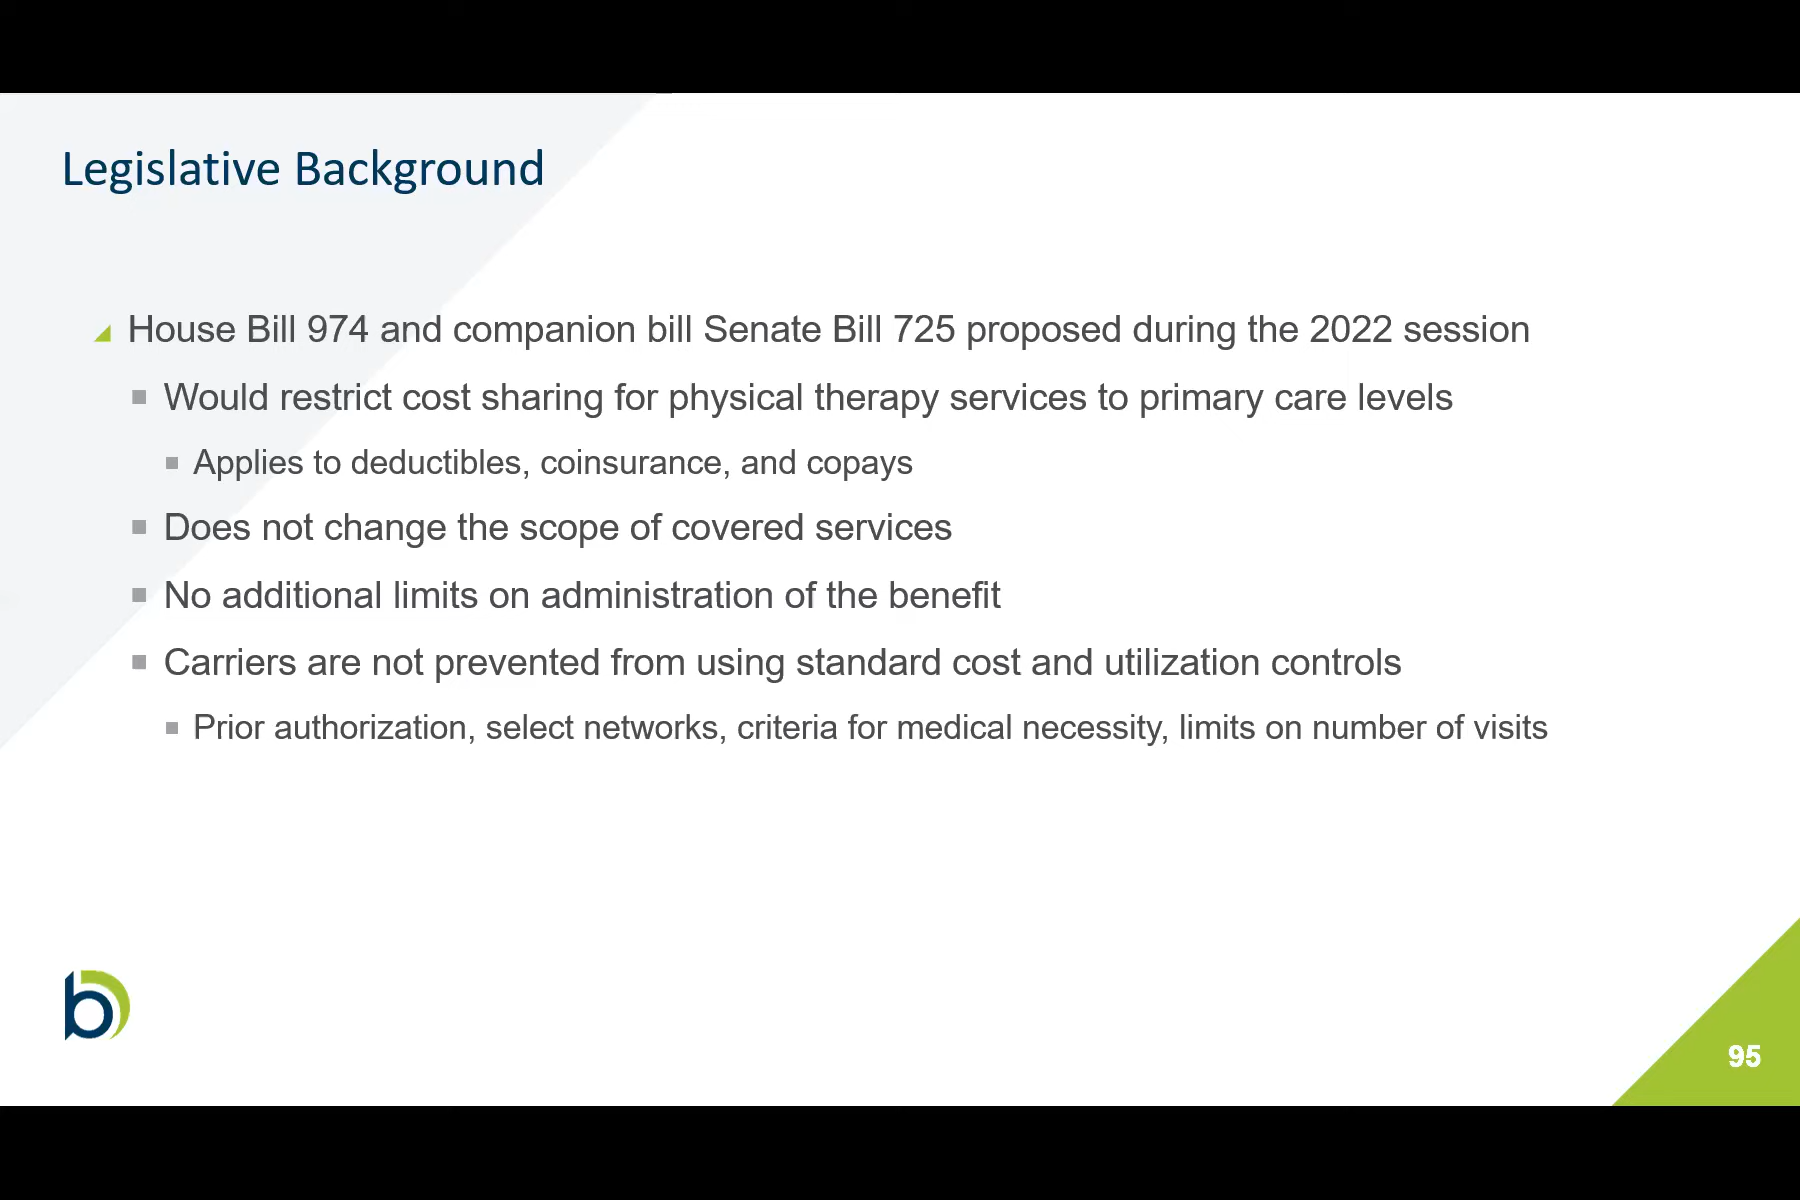 Legislative Background
House Bill 974 and companion bill Senate Bill 725 proposed during the 2022 session
Would restrict cost sharing for physical therapy services to primary care levels
Applies to deductibles, coinsurance, and copays
Does not change the scope of covered services
No additional limits on administration of the benefit
Carriers are not prevented from using standard cost and utilization controls
Prior authorization, select networks, criteria for medical necessity, limits on number of visits
b
95